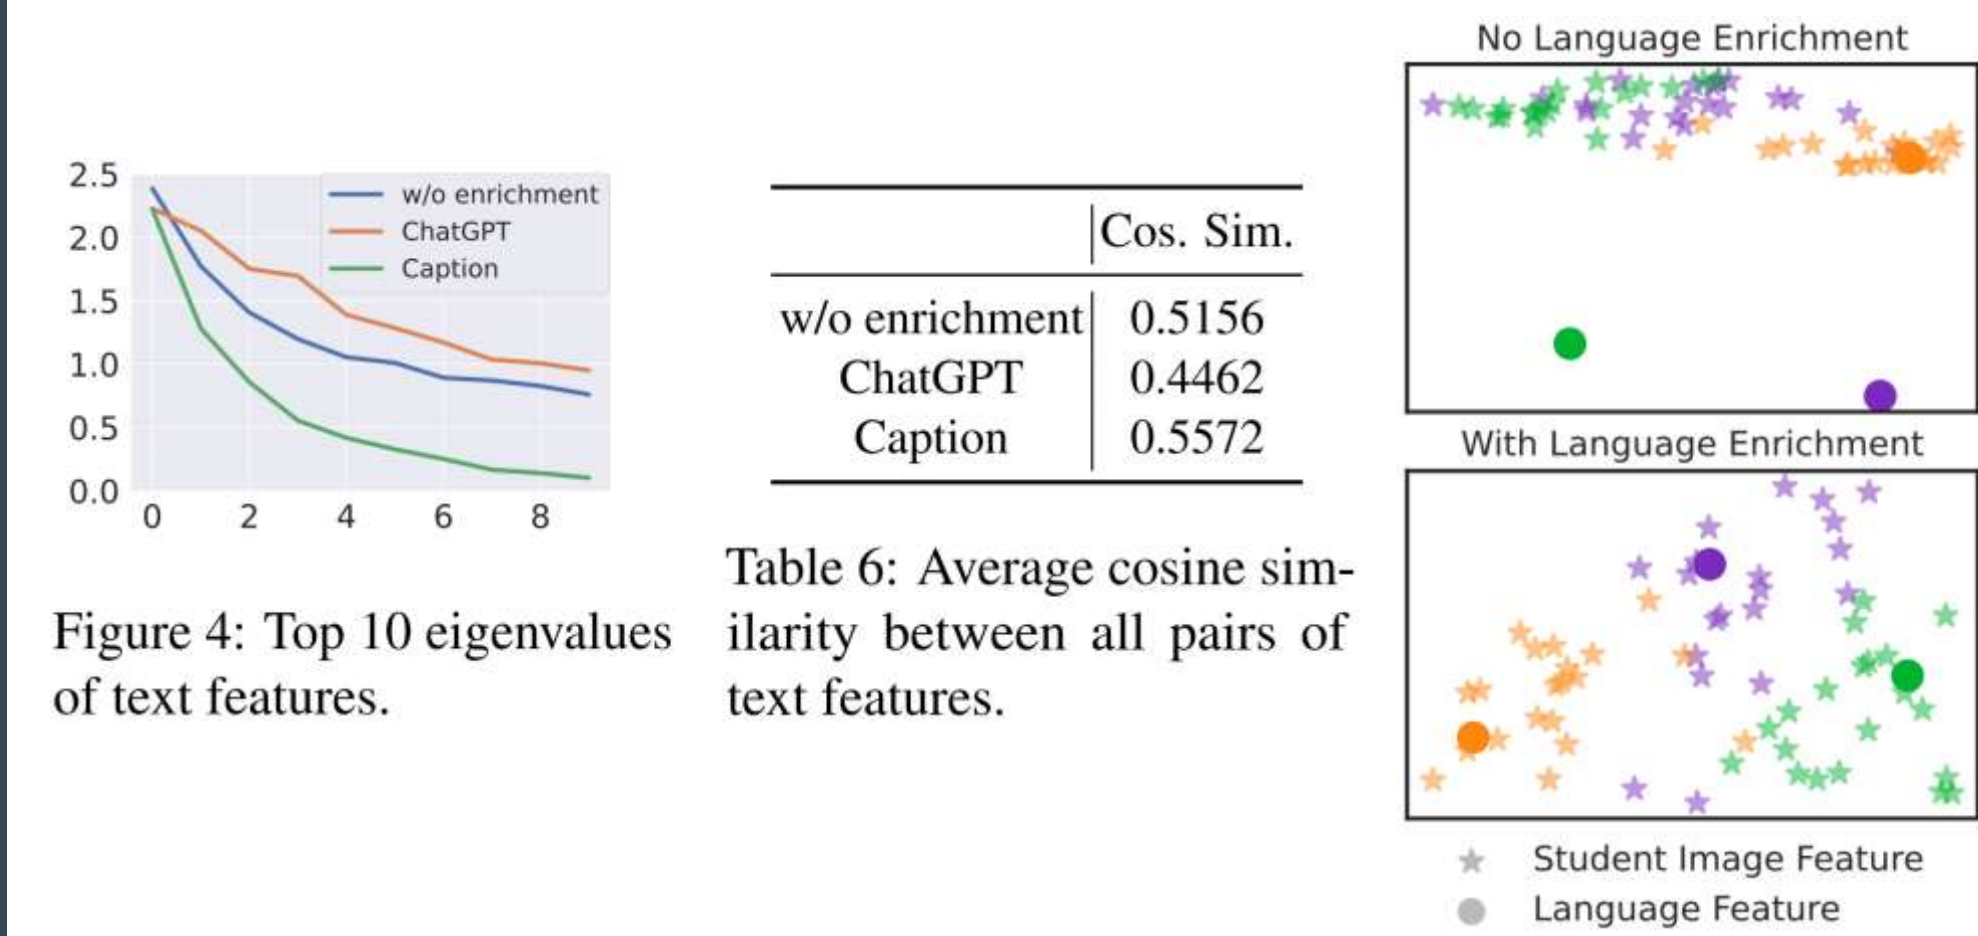 2.5
2.0
1.5
1.0
0.5
0.0
0 2 4 6 8
w/o enrichment
ChatGPT
Caption
Figure 4: Top 10 eigenvalues
of text features.
Cos. Sim.
w/o enrichment 0.5156
ChatGPT 0.4462
Caption 0.5572
Table 6: Average cosine sim-
ilarity between all pairs of
text features.
No Language Enrichment
With Language Enrichment
Student Image Feature
Language Feature